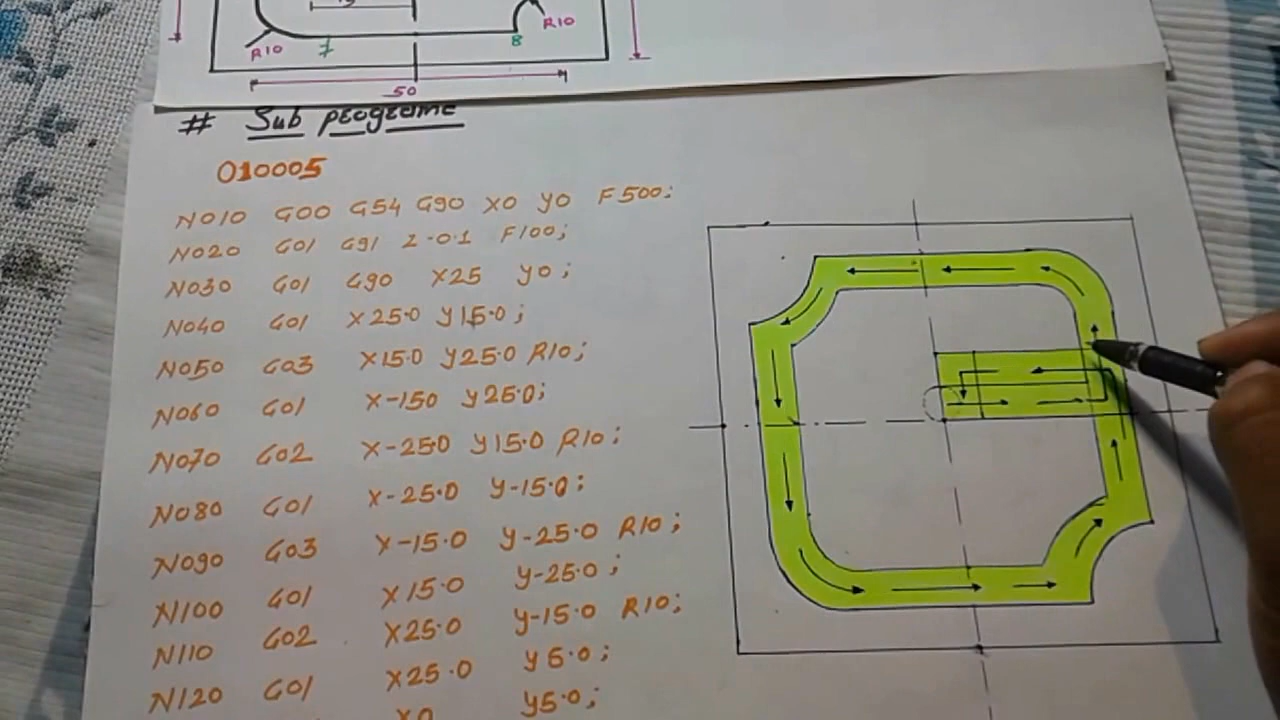 R10
7
8
R10
50
# Sub programe
O10005
N010 G00 G54 G90 X0 Y0 F500;
N020 G01 G91 Z-0.1 F100;
N030 G01 G90 X25 Y0;
N040 G01 X25.0 Y15.0;
N050 G03 X15.0 Y25.0 R10;
N060 G01 X-150 Y25.0;
N070 G02 X-25.0 Y15.0 R10;
N080 G01 X-25.0 Y-15.0;
N090 G03 X-15.0 Y-25.0 R10;
N100 G01 X15.0 Y-25.0;
N110 G02 X25.0 Y-15.0 R10;
N120 G01 X25.0 Y5.0;
X0 Y5.0;